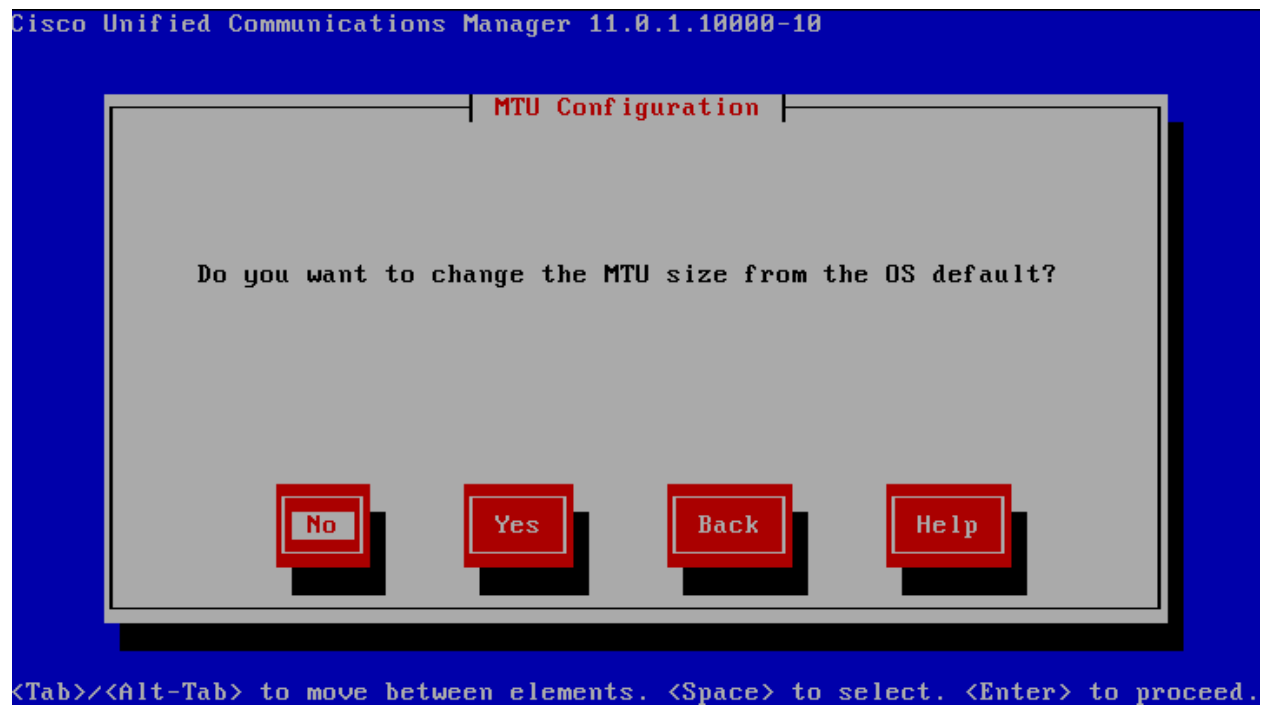 Cisco Unified Communications Manager 11.0.1.10000-10
MTU Configuration
Do you want to change the MTU size from the OS default?
No Yes Back Help
<Tab>/<Alt-Tab> to move between elements. <Space> to select. <Enter> to proceed.